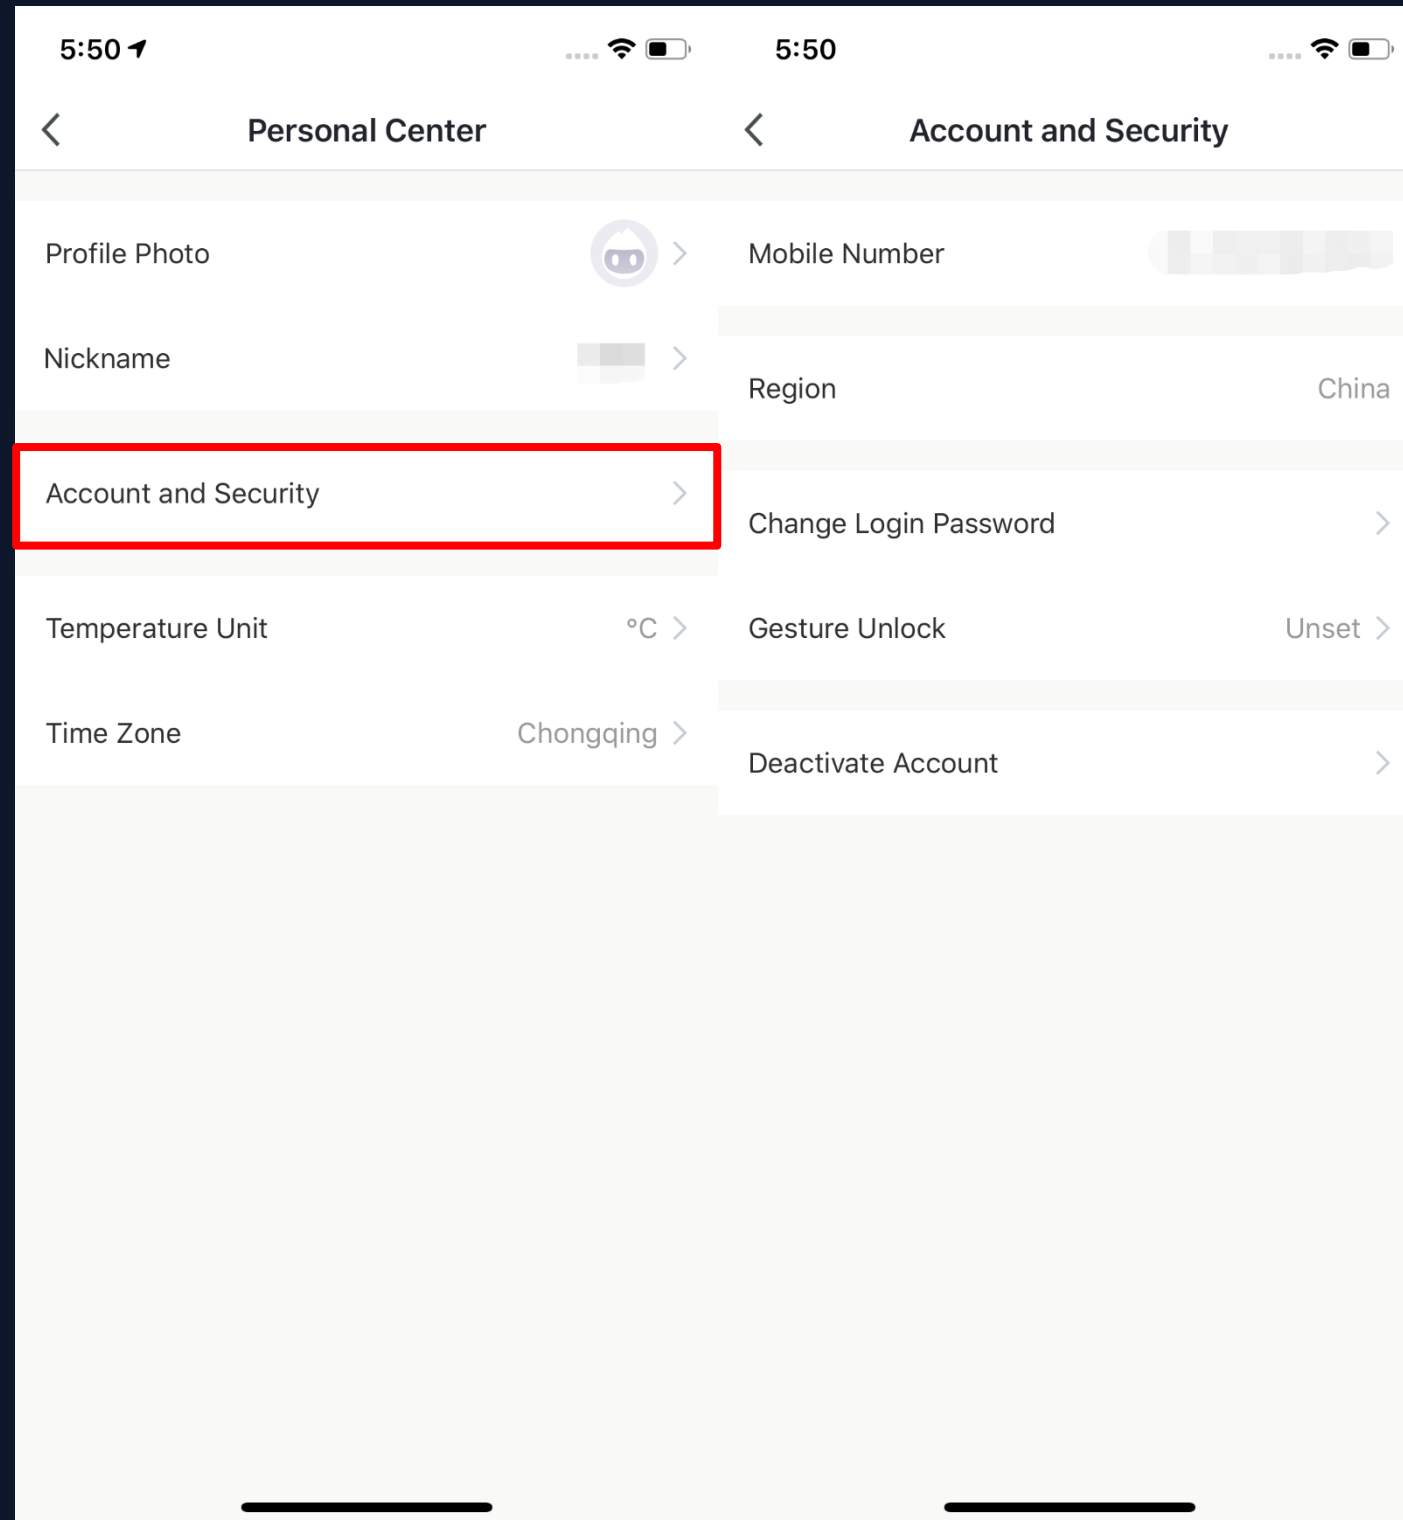 5:50
Personal Center
Profile Photo
Nickname
Account and Security
Temperature Unit °C
Time Zone Chongqing
5:50
Account and Security
Mobile Number
Region China
Change Login Password
Gesture Unlock Unset
Deactivate Account